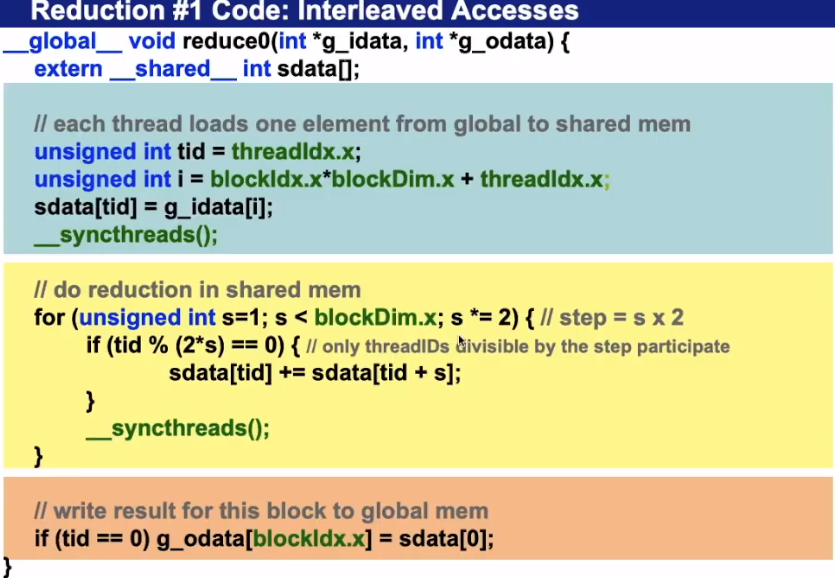 Reduction #1 Code: Interleaved Accesses
__global__ void reduce0(int *g_idata, int *g_odata) {
extern __shared__ int sdata[];
// each thread loads one element from global to shared mem
unsigned int tid = threadIdx.x;
unsigned int i = blockIdx.x*blockDim.x + threadIdx.x;
sdata[tid] = g_idata[i];
__syncthreads();
// do reduction in shared mem
for (unsigned int s=1; s < blockDim.x; s *= 2) { // step = s x 2
if (tid % (2*s) == 0) { // only threadIDs divisible by the step participate
sdata[tid] += sdata[tid + s];
}
__syncthreads();
}
// write result for this block to global mem
if (tid == 0) g_odata[blockIdx.x] = sdata[0];
}